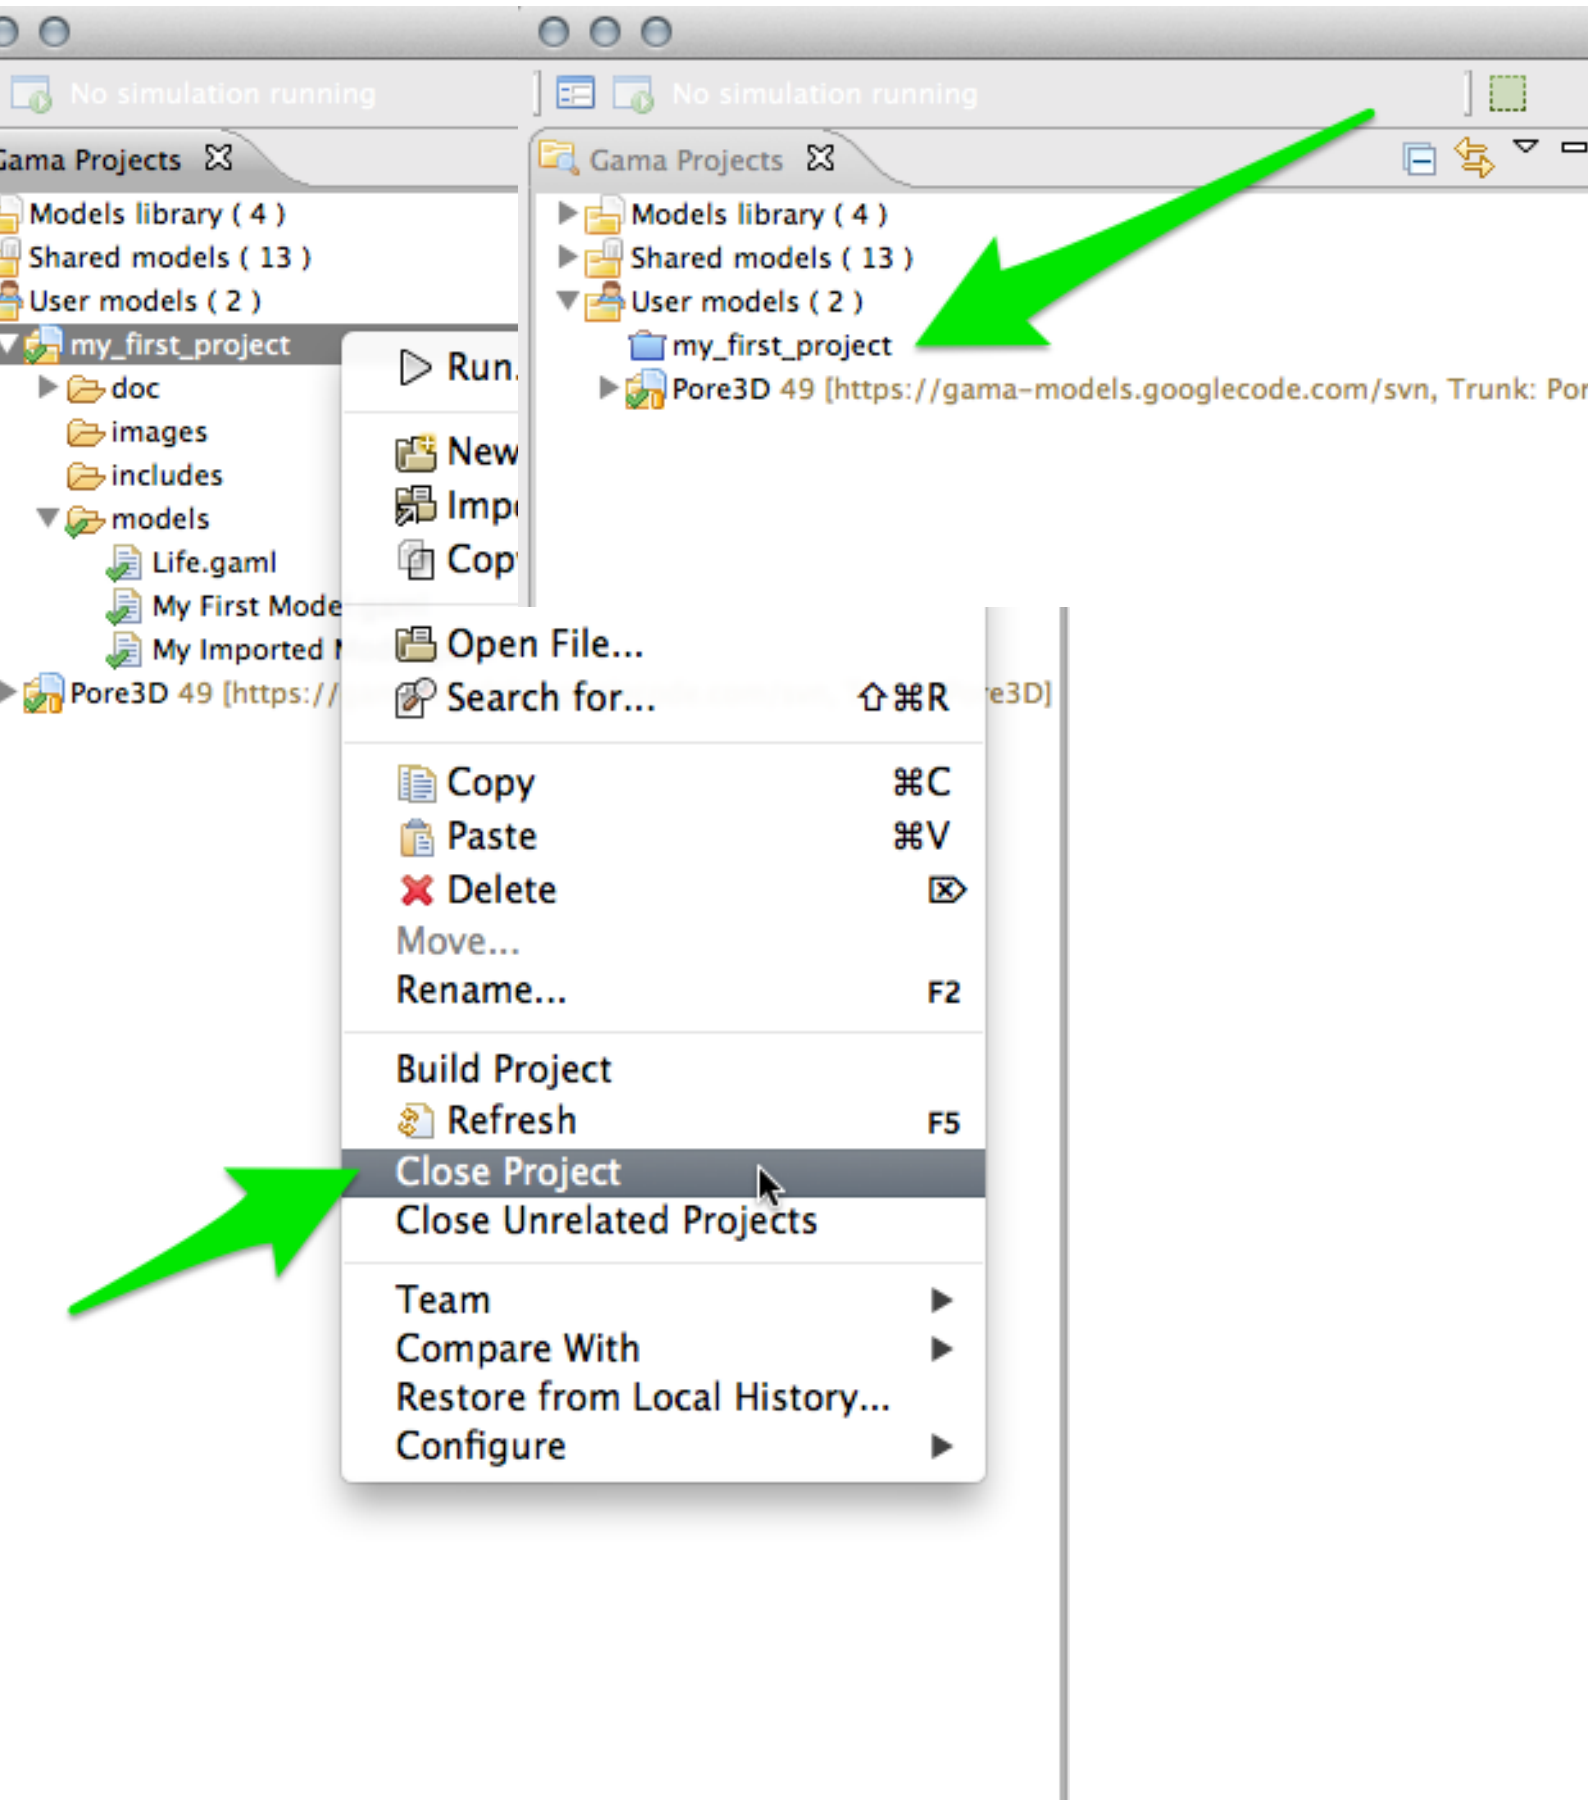 No simulation running
Gama Projects
Models library ( 4 )
Shared models ( 13 )
User models ( 2 )
my_first_project
doc
images
includes
models
Life.gaml
My First
My Imported
Pore3D 49 [https://
e3D]
Run.
New
Open File...
Search for... ⇧⌘R
Copy ⌘C
Paste ⌘V
Delete ⌦
Move...
Rename... F2
Build Project
Refresh F5
Close Project
Close Unrelated Projects
Team
Compare With
Restore from Local History...
Configure
No simulation running
Gama Projects
Models library ( 4 )
Shared models ( 13 )
User models ( 2 )
my_first_project
Pore3D 49 [https://gama-models.googlecode.com/svn, Trunk: Por